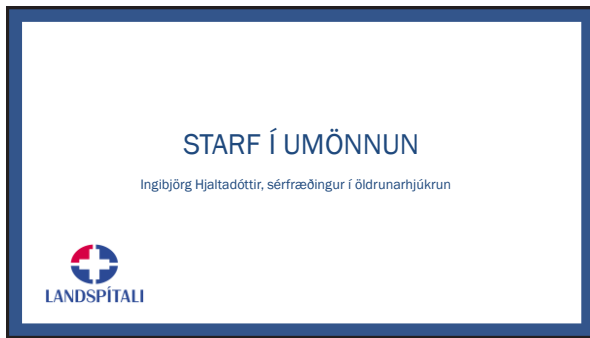 STARF Í UMÖNNUN
Ingibjörg Hjaltadóttir, sérfræðingur í öldrunarhjúkrun
LANDSPÍTALI